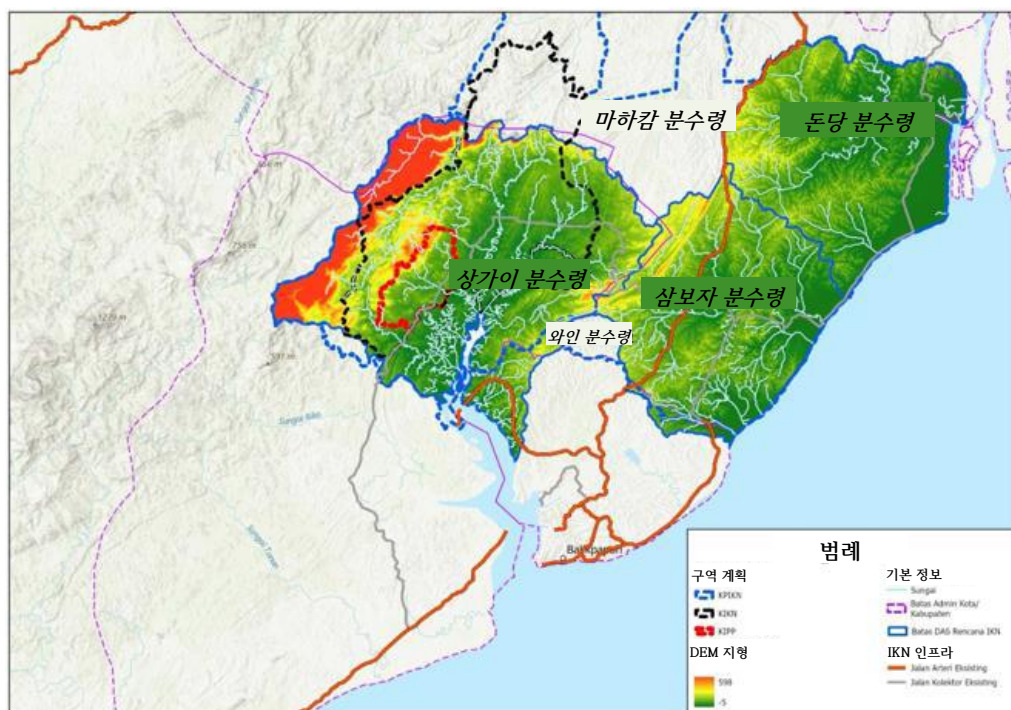 마하캄 분수령
돈당 분수령
상가이 분수령
삼보자 분수령
와인 분수령
범례
구역 계획
KPIKN
KIKN
KIPP
DEM 지형
598
-5
기본 정보
Sungai
Batas Admin Kota/
Kabupaten
Batas DAS Rencana IKN
IKN 인프라
Jalan Arteri Eksisting
Jalan Kolektor Eksisting